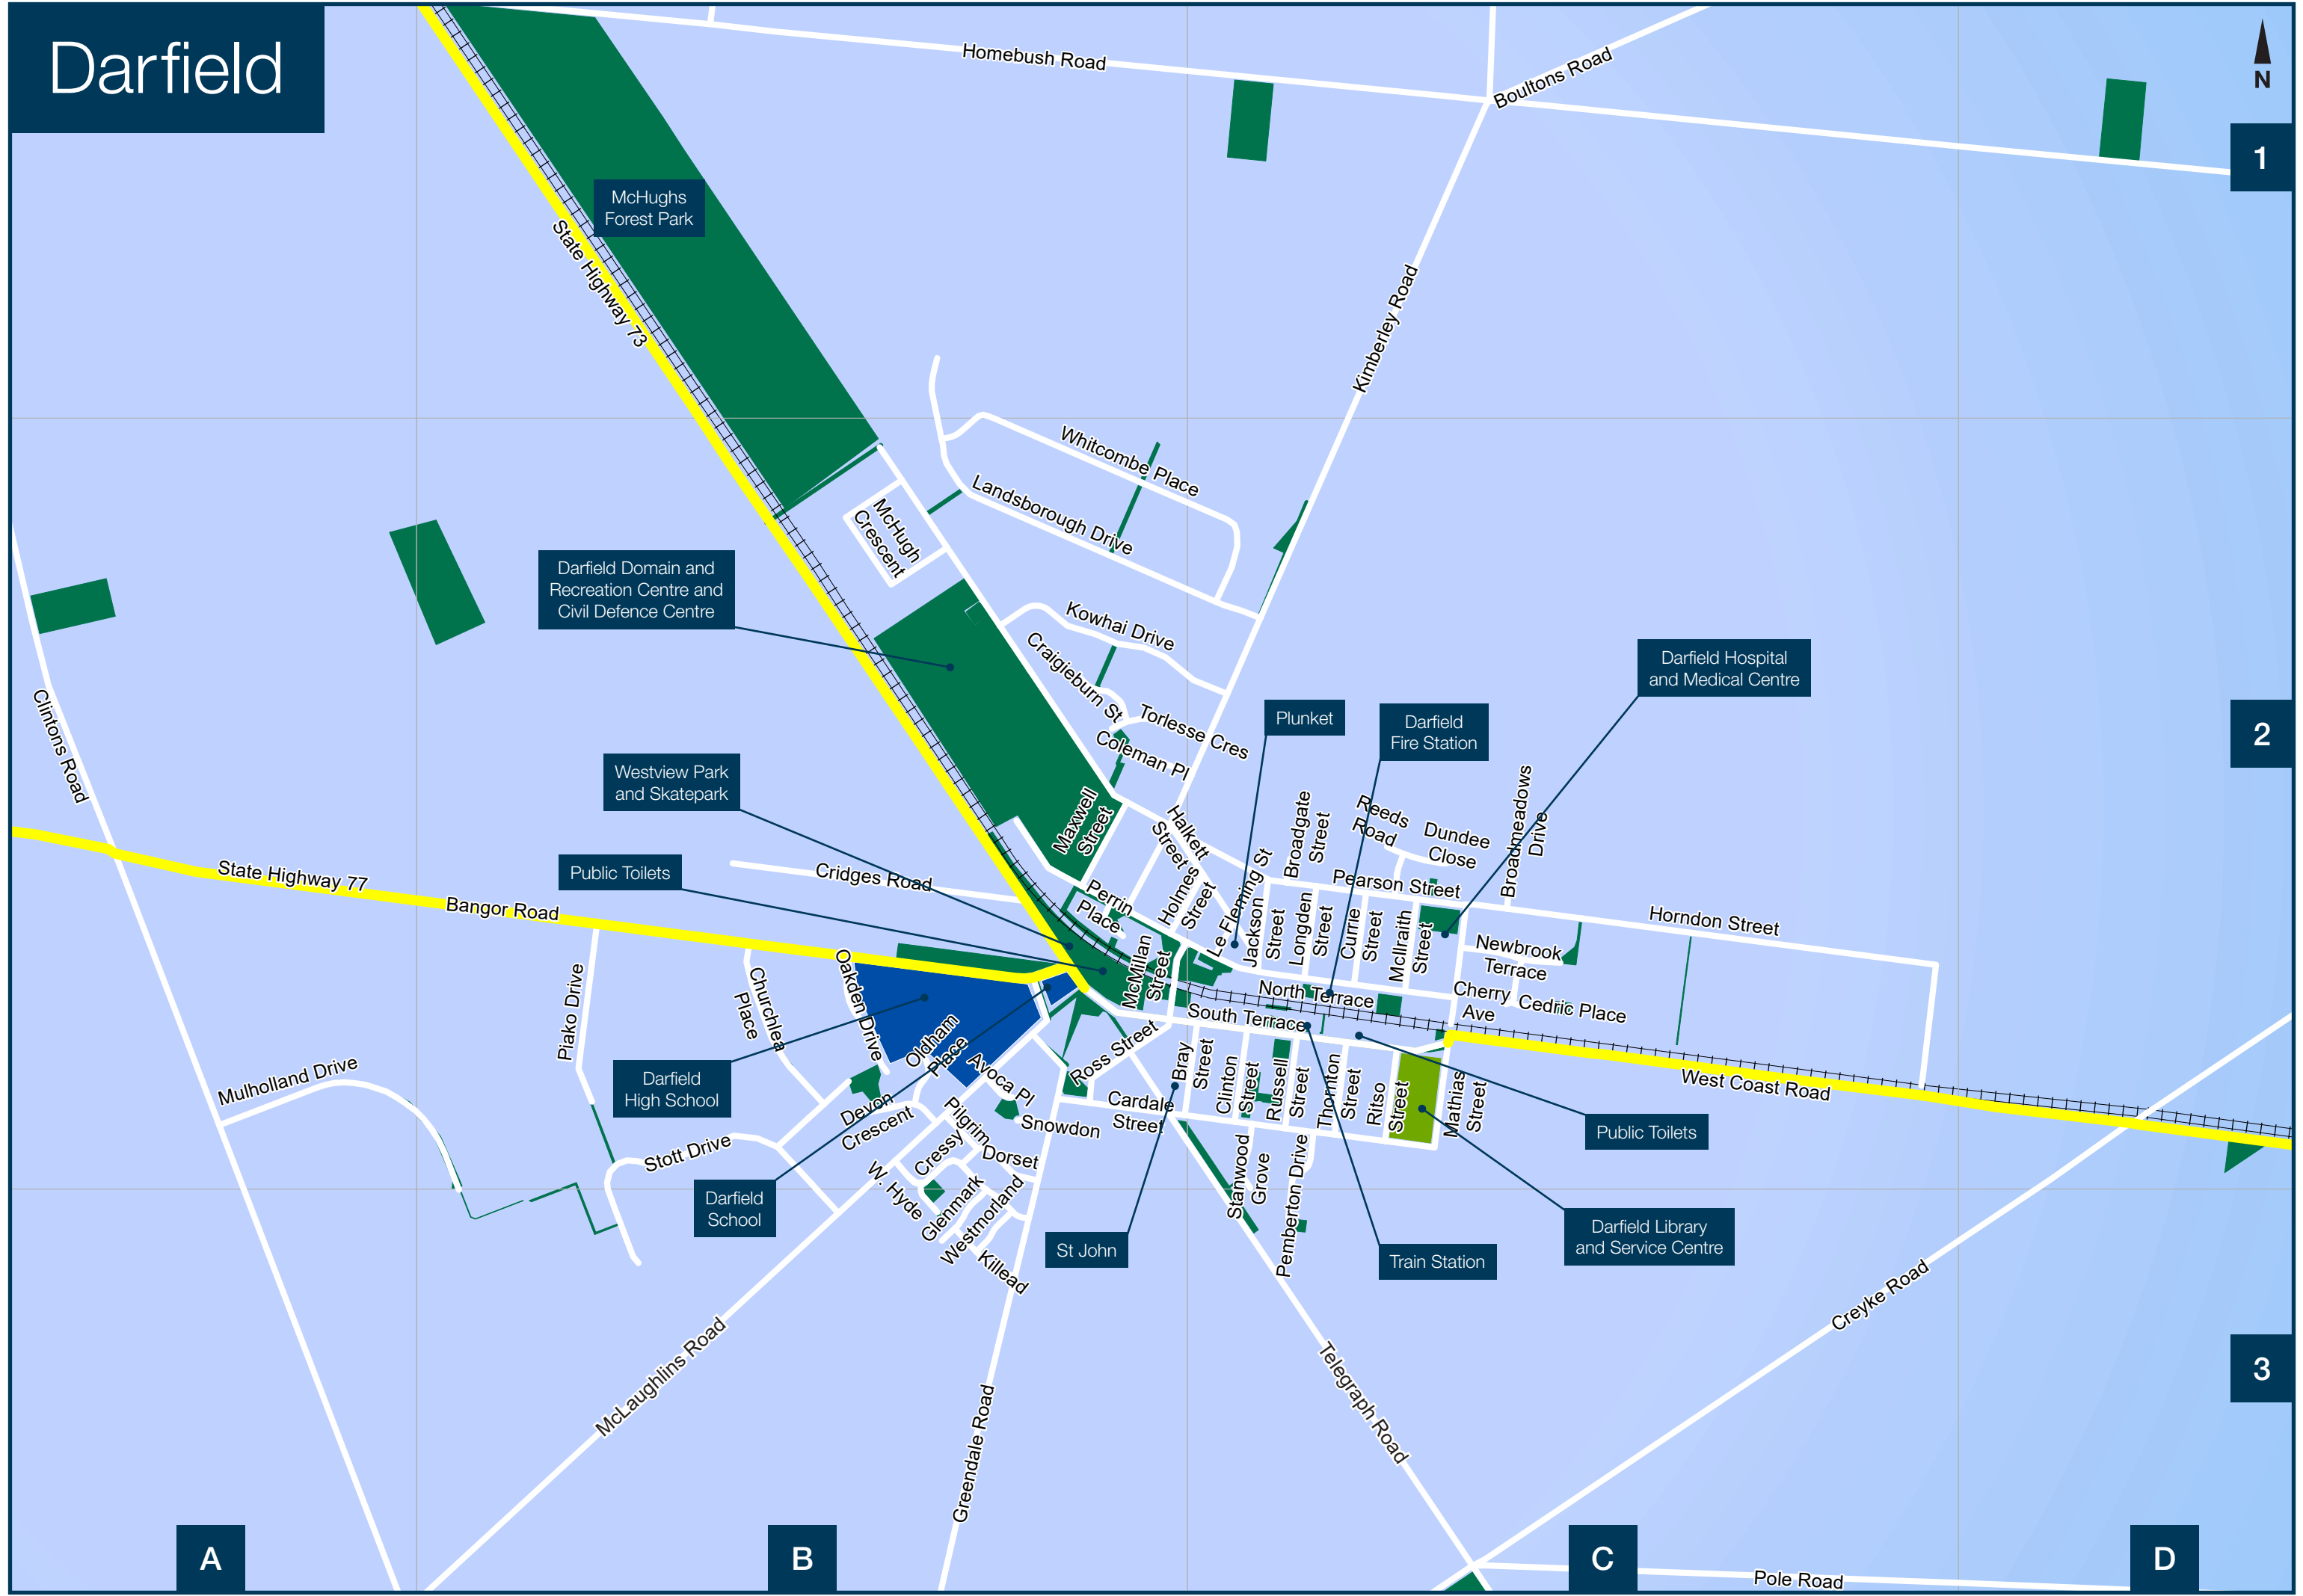 Darfield
N
Homebush Road
Boultons Road
1
McHughs
Forest Park
State Highway 73
Kimberley Road
Whitcombe Place
Landsborough Drive
McHugh
Crescent
Darfield Domain and
Recreation Centre and
Civil Defence Centre
Kowhai Drive
Craigieburn St
Torlesse Cres
Coleman Pl
Darfield Hospital
and Medical Centre
Plunket
Darfield
Fire Station
2
Clintons Road
Westview Park
and Skatepark
Maxwell
Street
Halkett
Street
Broadgate
Street
Reeds
Road
Dundee
Close
Broadmeadows
Drive
Public Toilets
Cridges Road
State Highway 77
Bangor Road
Perrin
Place
Holmes
Street
Le Fleming St
Jackson
Street
Longden
Street
Currie
Street
McIlraith
Street
Pearson Street
Horndon Street
Newbrook
Terrace
Cherry
Ave
Cedric Place
McMillan
Street
North Terrace
South Terrace
Piako Drive
Churchlea
Place
Oakden Drive
Oldham
Place
Avoca Pl
Ross Street
Bray
Street
Clinton
Street
Russell
Street
Thornton
Street
Ritso
Street
Mathias
Street
West Coast Road
Mulholland Drive
Darfield
High School
Devon
Crescent
Pilgrim
Snowdon
Cardale
Street
Public Toilets
Stott Drive
Cressy
Dorset
W. Hyde
Glenmark
Westmorland
Killead
Stanwood
Grove
Pemberton Drive
Darfield
School
St John
Train Station
Darfield Library
and Service Centre
Creyke Road
McLaughlins Road
Greendale Road
Telegraph Road
3
Pole Road
A
B
C
D